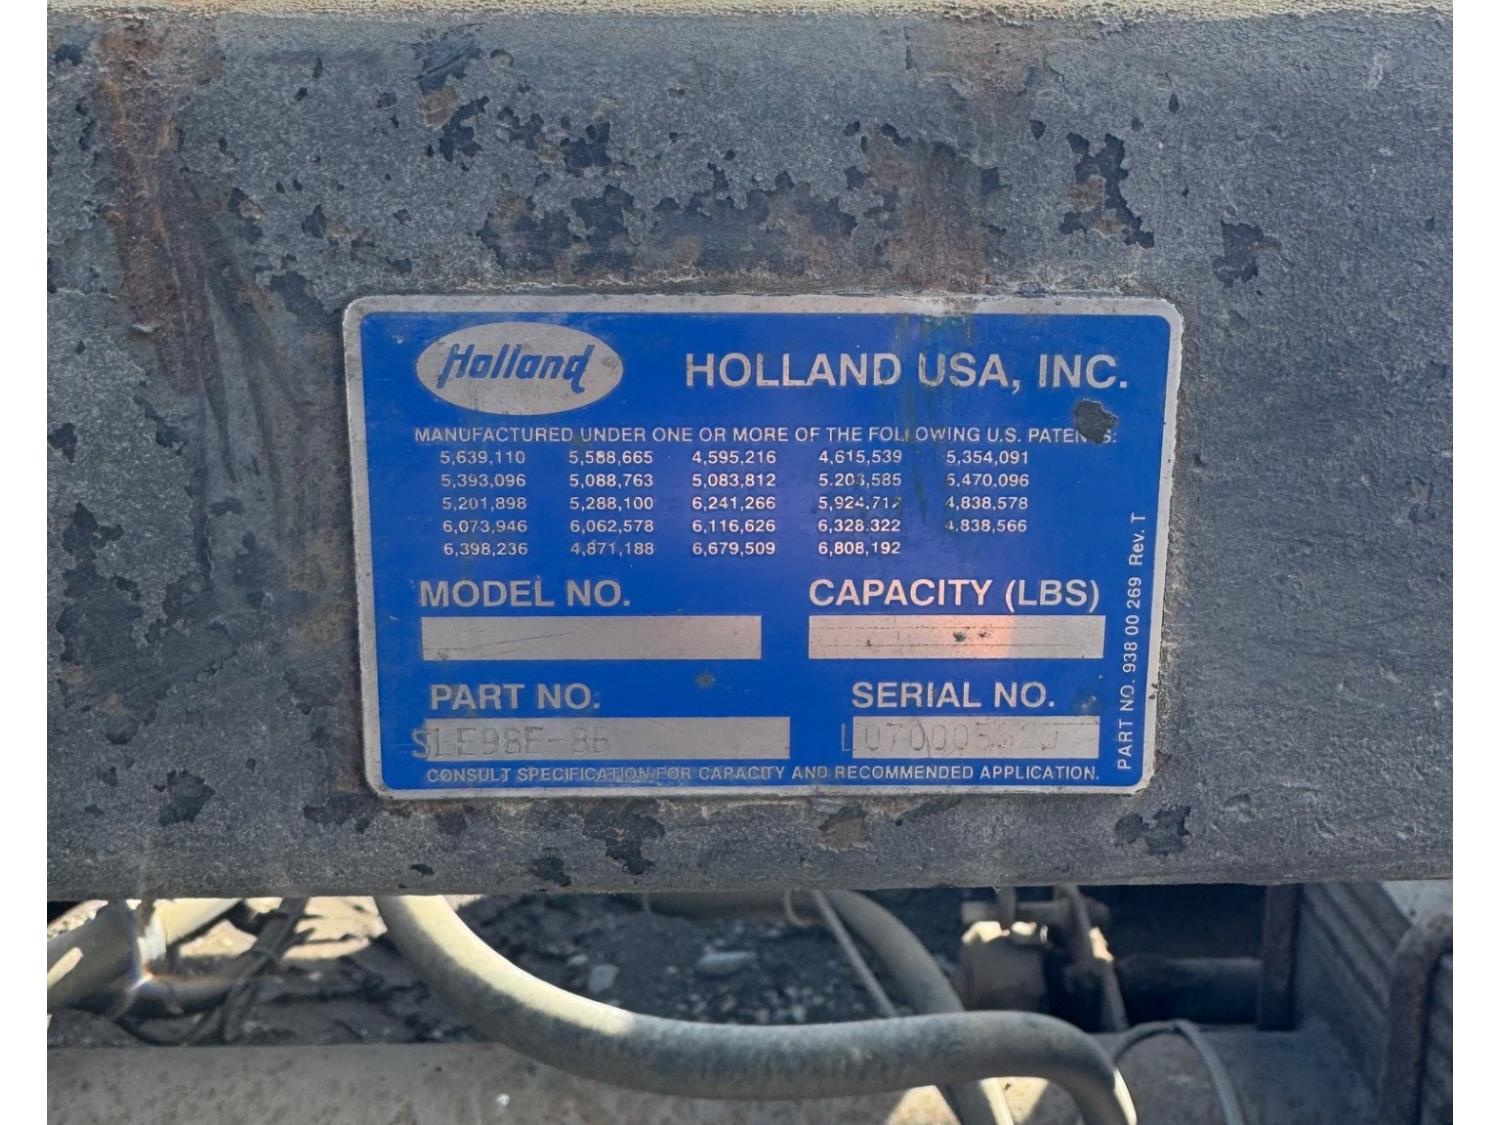 Holland HOLLAND USA, INC.
MANUFACTURED UNDER ONE OR MORE OF THE FOLLOWING U.S. PATENTS:
5,639,110 5,588,665 4,595,216 4,615,539 5,354,091
5,393,096 5,088,763 5,083,812 5,203,585 5,470,096
5,201,898 5,288,100 6,241,266 5,924,712 4,838,578
6,073,946 6,062,578 6,116,626 6,328,322 4,838,566
6,398,236 4,871,188 6,679,509 6,808,192
MODEL NO. CAPACITY (LBS)
PART NO. SERIAL NO.
CONSULT SPECIFICATION FOR CAPACITY AND RECOMMENDED APPLICATION.
PART NO. 938 00 269 Rev. T